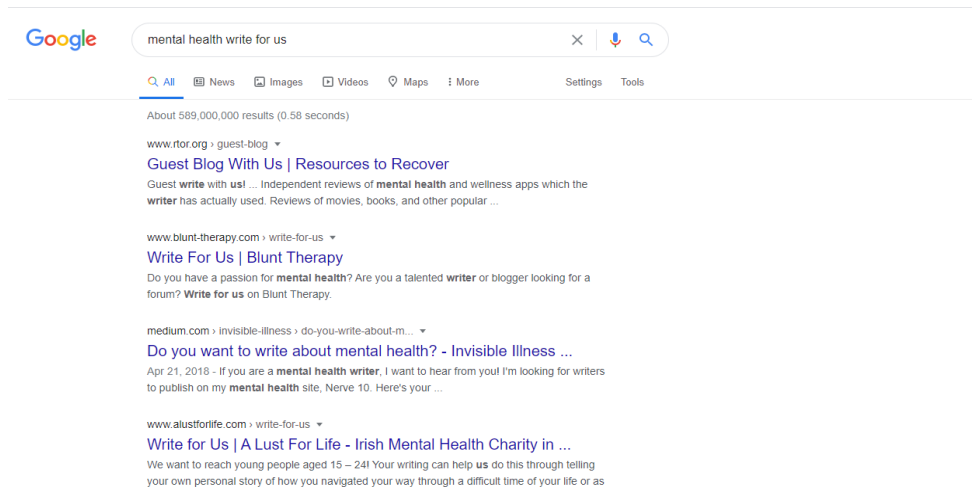 Google
mental health write for us
All News Images Videos Maps More Settings Tools
About 589,000,000 results (0.58 seconds)
www.rtor.org › guest-blog
Guest Blog With Us | Resources to Recover
Guest write with us! ... Independent reviews of mental health and wellness apps which the
writer has actually used. Reviews of movies, books, and other popular ...
www.blunt-therapy.com › write-for-us
Write For Us | Blunt Therapy
Do you have a passion for mental health? Are you a talented writer or blogger looking for a
forum? Write for us on Blunt Therapy.
medium.com › invisible-illness › do-you-write-about-m...
Do you want to write about mental health? - Invisible Illness ...
Apr 21, 2018 - If you are a mental health writer, I want to hear from you! I'm looking for writers
to publish on my mental health site, Nerve 10. Here's your ...
www.alustforlife.com › write-for-us
Write for Us | A Lust For Life - Irish Mental Health Charity in ...
We want to reach young people aged 15 – 24! Your writing can help us do this through telling
your own personal story of how you navigated your way through a difficult time of your life or as